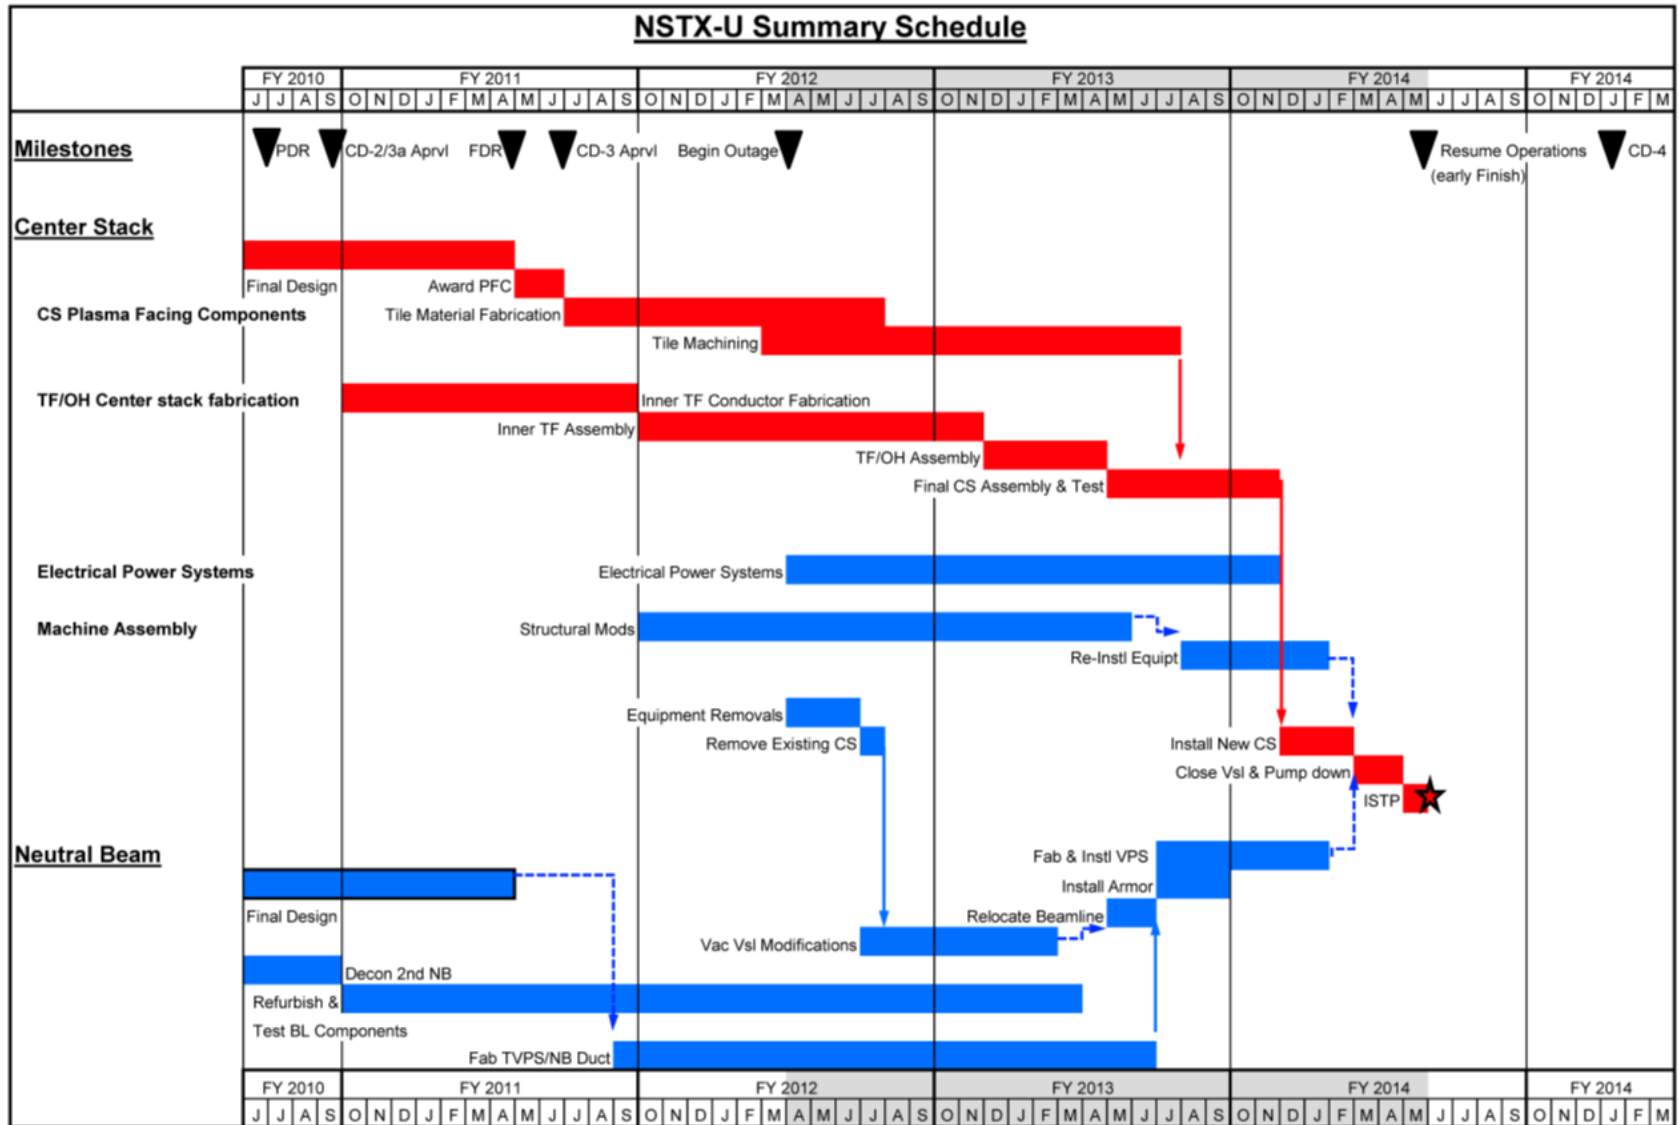 NSTX-U Summary Schedule
FY 2010 FY 2011 FY 2012 FY 2013 FY 2014 FY 2014
J J A S O N D J F M A M J J A S O N D J F M A M J J A S O N D J F M A M J J A S O N D J F M A M J J A S O N D J F M
Milestones
PDR CD-2/3a Aprvl FDR CD-3 Aprvl Begin Outage Resume Operations CD-4
(early Finish)
Center Stack
Final Design Award PFC
CS Plasma Facing Components Tile Material Fabrication
Tile Machining
TF/OH Center stack fabrication Inner TF Conductor Fabrication
Inner TF Assembly
TF/OH Assembly
Final CS Assembly & Test
Electrical Power Systems Electrical Power Systems
Machine Assembly Structural Mods
Re-Instl Equipt
Equipment Removals
Remove Existing CS Install New CS
Close Vsl & Pump down
ISTP
Neutral Beam Fab & Instl VPS
Install Armor
Final Design Relocate Beamline
Vac Vsl Modifications
Decon 2nd NB
Refurbish &
Test BL Components
Fab TVPS/NB Duct
FY 2010 FY 2011 FY 2012 FY 2013 FY 2014 FY 2014
J J A S O N D J F M A M J J A S O N D J F M A M J J A S O N D J F M A M J J A S O N D J F M A M J J A S O N D J F M